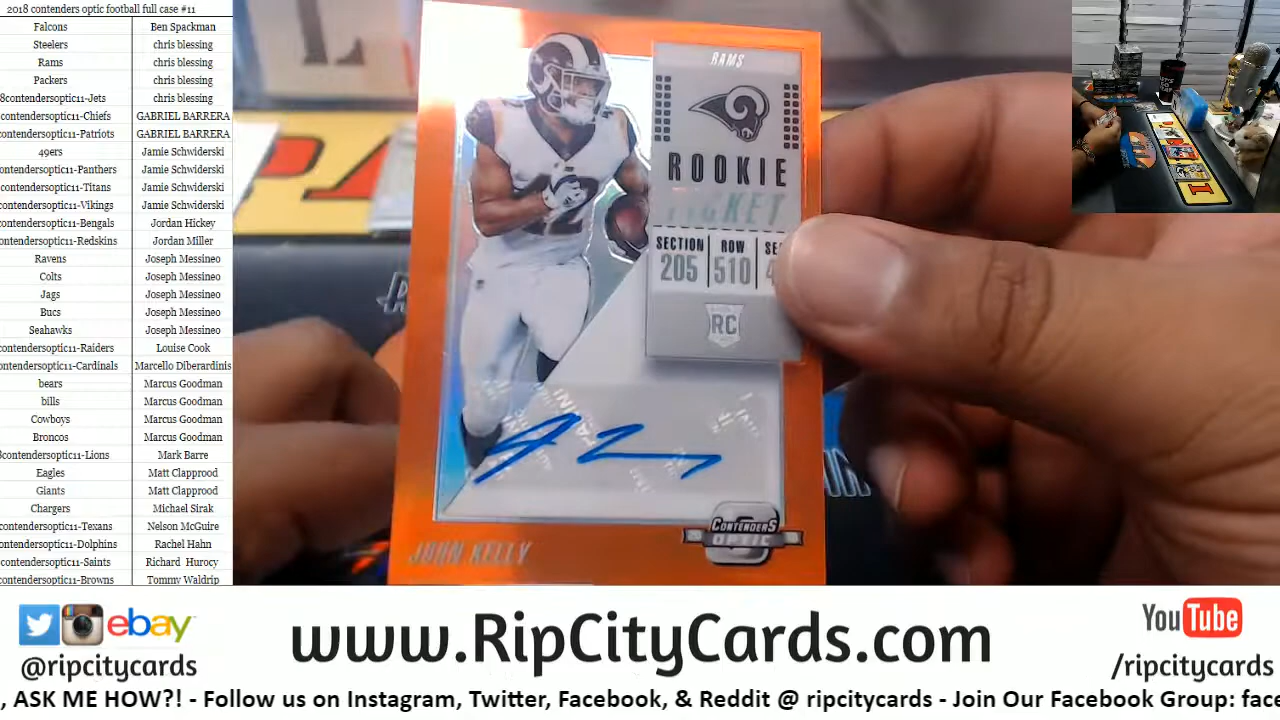 2018 contenders optic football full case #11
Falcons Ben Spackman
Steelers chris blessing
Rams chris blessing
Packers chris blessing
8contendersoptic11-Jets chris blessing
contendersoptic11-Chiefs GABRIEL BARRERA
contendersoptic11-Patriots GABRIEL BARRERA
49ers Jamie Schwiderski
ontendersoptic11-Panthers Jamie Schwiderski
contendersoptic11-Titans Jamie Schwiderski
contendersoptic11-Vikings Jamie Schwiderski
contendersoptic11-Bengals Jordan Hickey
contendersoptic11-Redskins Jordan Miller
Ravens Joseph Messineo
Colts Joseph Messineo
Jags Joseph Messineo
Bucs Joseph Messineo
Seahawks Joseph Messineo
contendersoptic11-Raiders Louise Cook
ontendersoptic11-Cardinals Marcello Diberardinis
bears Marcus Goodman
bills Marcus Goodman
Cowboys Marcus Goodman
Broncos Marcus Goodman
8contendersoptic11-Lions Mark Barre
Eagles Matt Clapprood
Giants Matt Clapprood
Chargers Michael Sirak
contendersoptic11-Texans Nelson McGuire
ontendersoptic11-Dolphins Rachel Hahn
contendersoptic11-Saints Richard Hurocy
contendersoptic11-Browns Tommy Waldrip
RAMS
ROOKIE
TICKET
SECTION ROW SE
205 510 4
RC
42
CONTENDERS
OPTIC
JOHN KELLY
ebay
@ripcitycards
www.RipCityCards.com
YouTube
/ripcitycards
, ASK ME HOW?! - Follow us on Instagram, Twitter, Facebook, & Reddit @ ripcitycards - Join Our Facebook Group: face